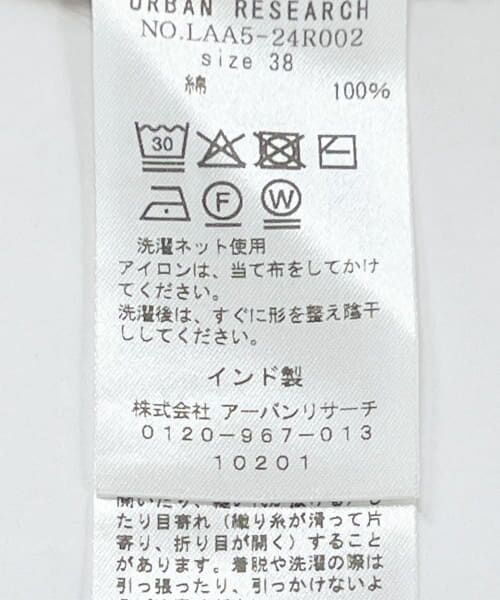 URBAN RESEARCH
NO.LAA5-24R002
size 38
綿 100%
30
F W
洗濯ネット使用
アイロンは、当て布をしてかけ
てください。
洗濯後は、すぐに形を整え陰干
ししてください。
インド製
株式会社 アーバンリサーチ
0120-967-013
10201
たり目寄れ（織り糸が滑って片
寄り、折り目が開く）すること
があります。着脱や洗濯の際は
引っ張ったり、引っかけないよ